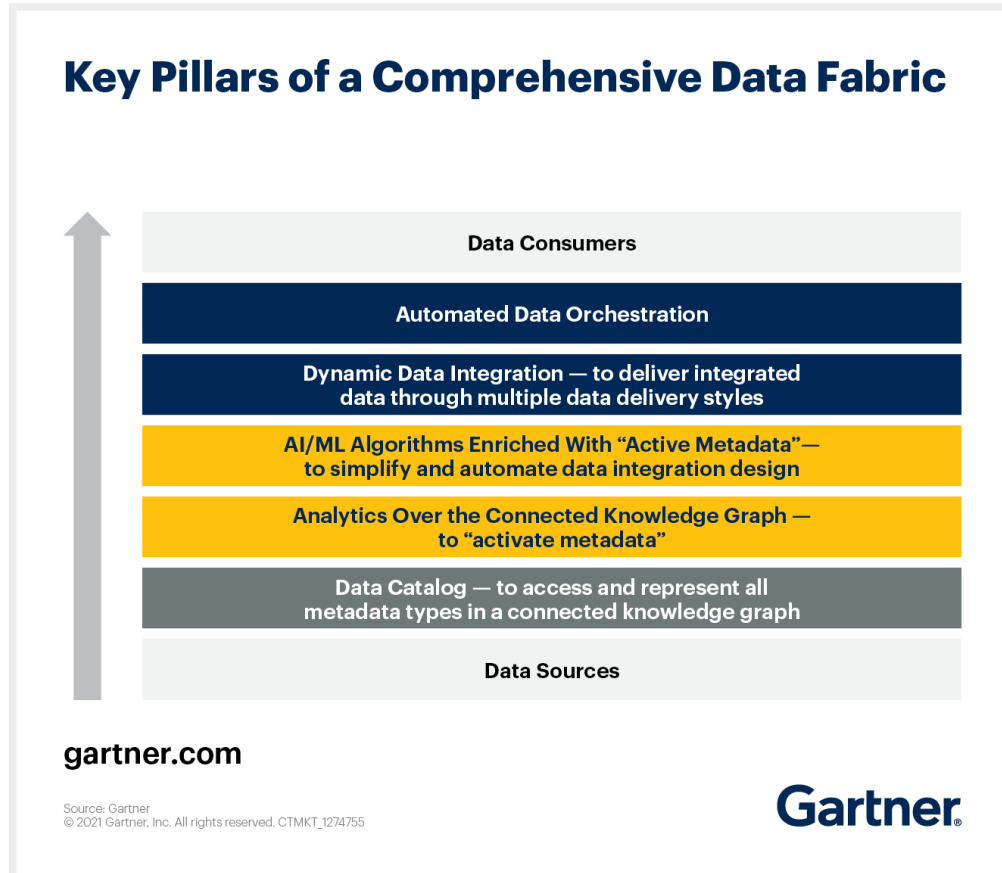 Key Pillars of a Comprehensive Data Fabric
Data Consumers
Automated Data Orchestration
Dynamic Data Integration — to deliver integrated
data through multiple data delivery styles
AI/ML Algorithms Enriched With “Active Metadata”—
to simplify and automate data integration design
Analytics Over the Connected Knowledge Graph —
to “activate metadata”
Data Catalog — to access and represent all
metadata types in a connected knowledge graph
Data Sources
gartner.com
Source: Gartner
© 2021 Gartner, Inc. All rights reserved. CTMKT_1274755
Gartner®